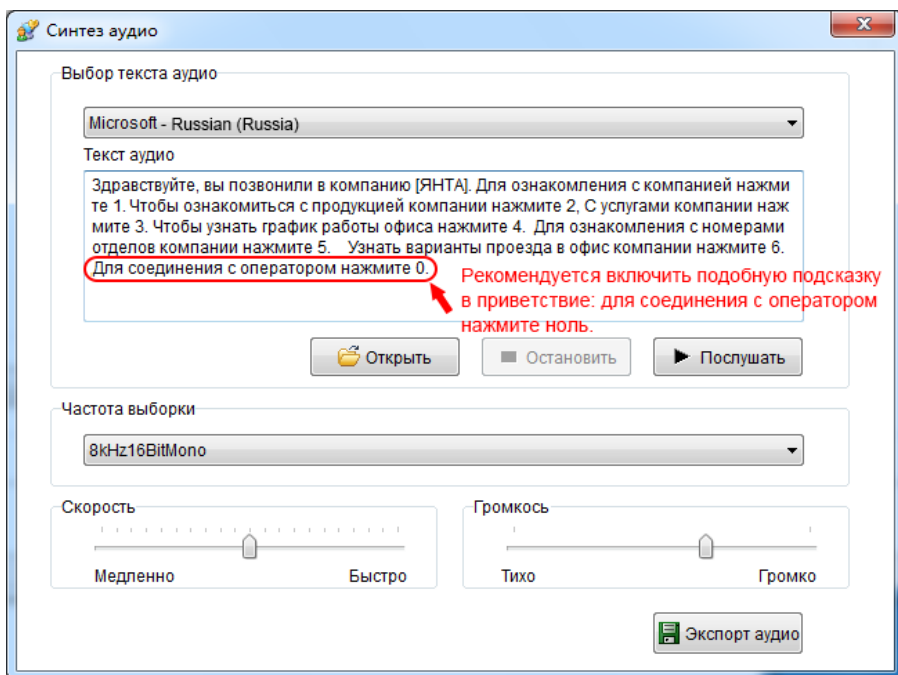 Синтез аудио
Выбор текста аудио
Microsoft - Russian (Russia)
Текст аудио
Здравствуйте, вы позвонили в компанию [ЯНТА]. Для ознакомления с компанией нажми
те 1. Чтобы ознакомиться с продукцией компании нажмите 2, С услугами компании наж
мите 3. Чтобы узнать график работы офиса нажмите 4. Для ознакомления с номерами
отделов компании нажмите 5. Узнать варианты проезда в офис компании нажмите 6.
Для соединения с оператором нажмите 0.
Рекомендуется включить подобную подсказку
в приветствие: для соединения с оператором
нажмите ноль.
Открыть
Остановить
Послушать
Частота выборки
8kHz16BitMono
Скорость
Медленно Быстро
Громкось
Тихо Громко
Экспорт аудио